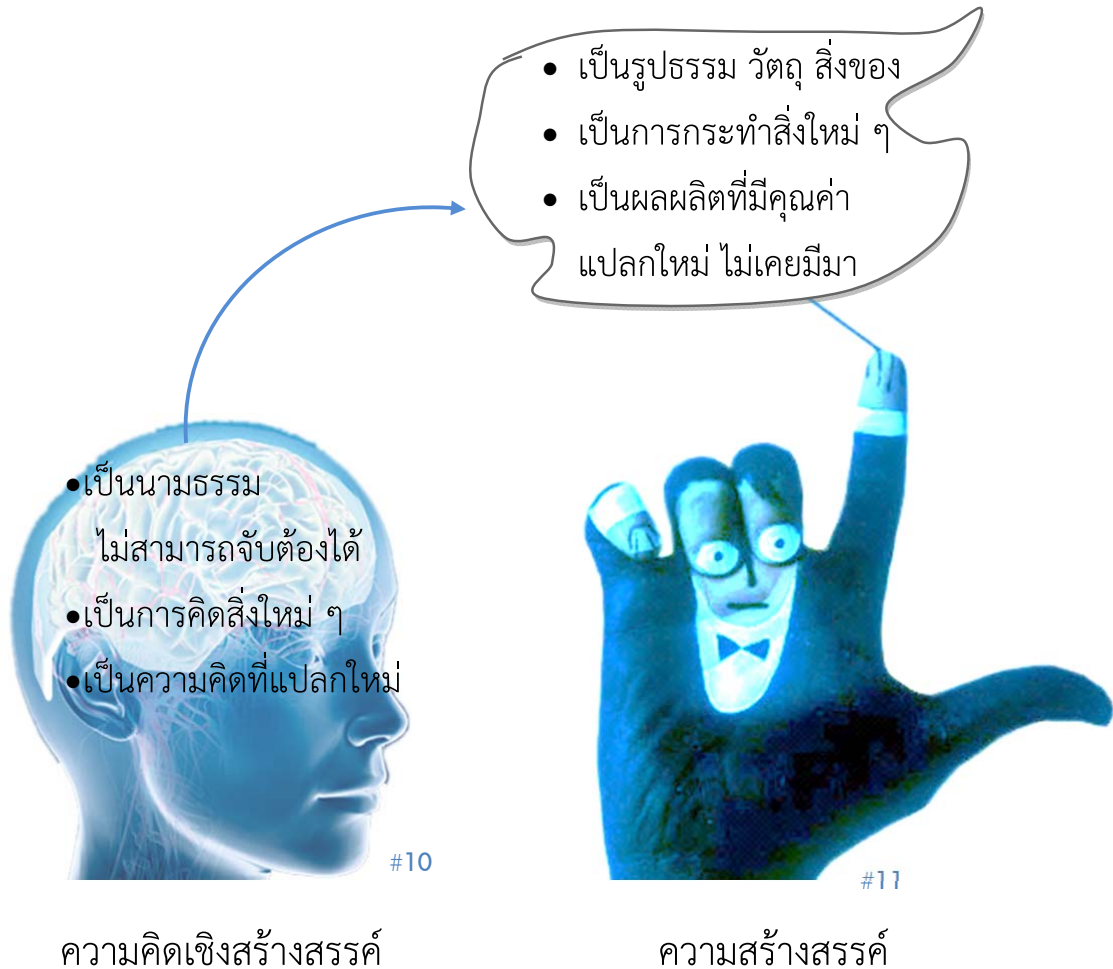 • เป็นรูปธรรม วัตถุ สิ่งของ
• เป็นการกระทำสิ่งใหม่ ๆ
• เป็นผลผลิตที่มีคุณค่า
แปลกใหม่ ไม่เคยมีมา
•เป็นนามธรรม
ไม่สามารถจับต้องได้
•เป็นการคิดสิ่งใหม่ ๆ
•เป็นความคิดที่แปลกใหม่
#10
#11
ความคิดเชิงสร้างสรรค์
ความสร้างสรรค์